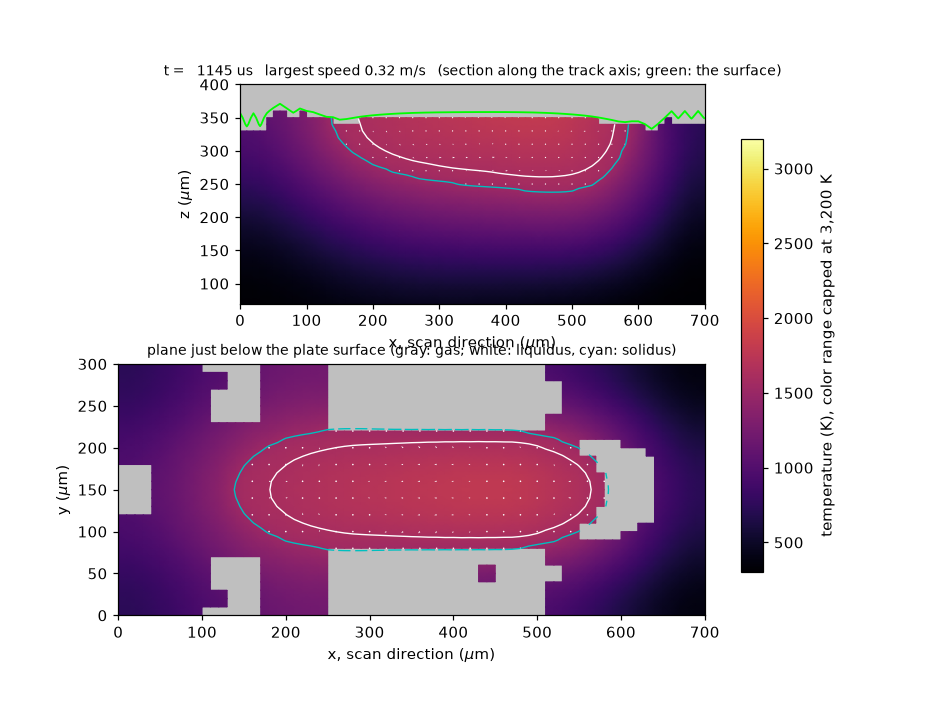 t =   1145 us   largest speed 0.32 m/s   (section along the track axis; green: the surface)
400
350
300
250
200
150
100
z (μm)
0 100 200 300 400 500 600 700
x, scan direction (μm)
plane just below the plate surface (gray: gas; white: liquidus, cyan: solidus)
300
250
200
150
100
50
0
y (μm)
0 100 200 300 400 500 600 700
x, scan direction (μm)
3000
2500
2000
1500
1000
500
temperature (K), color range capped at 3,200 K